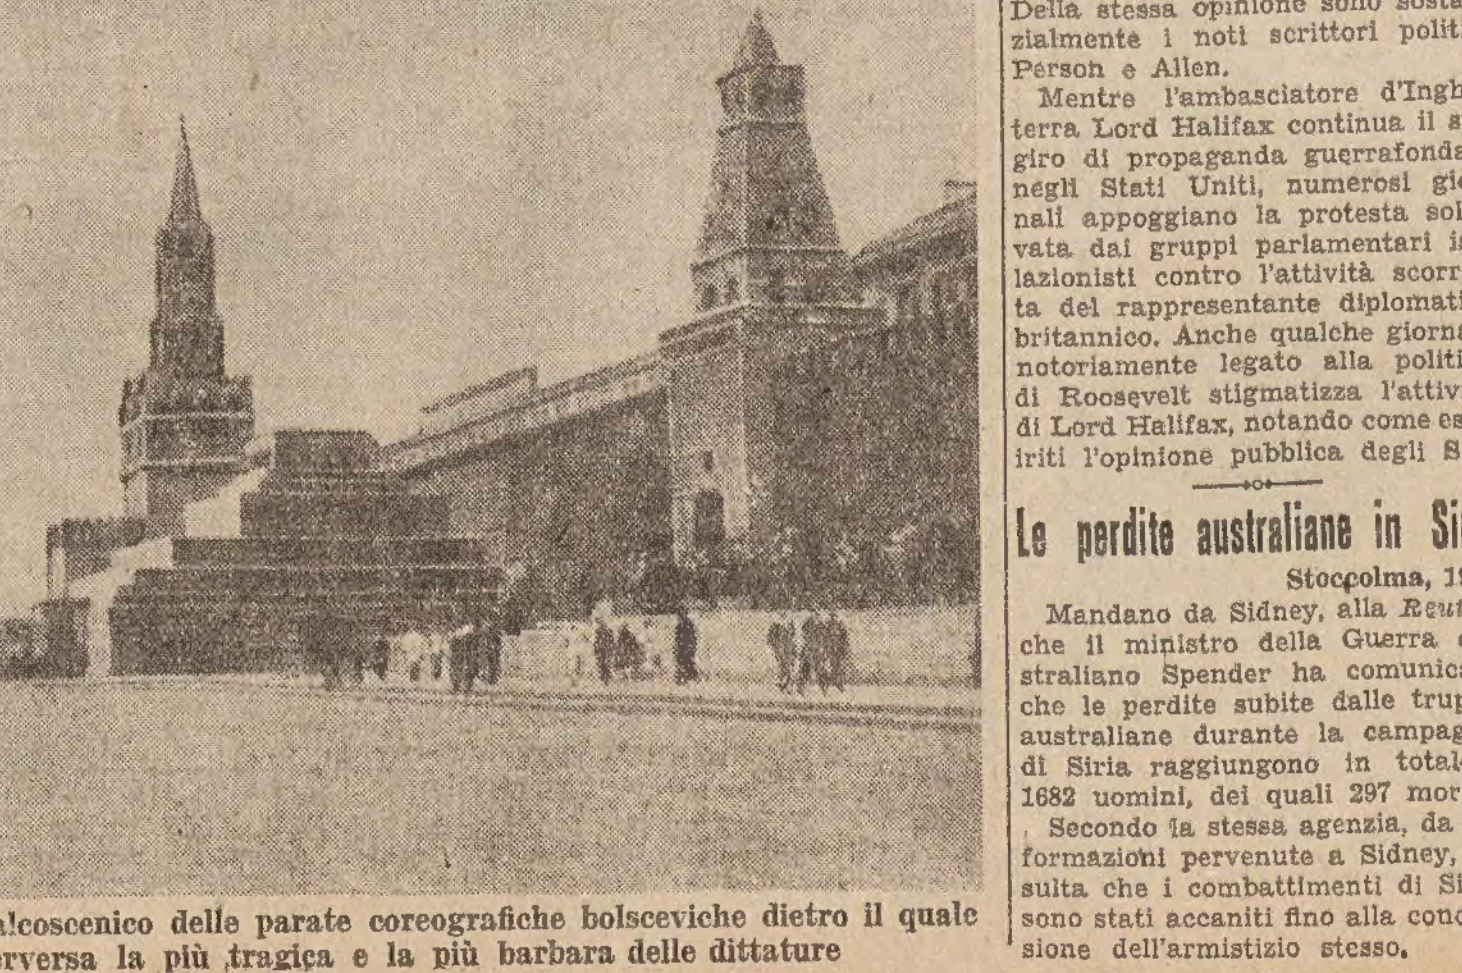 alcoscenico delle parate coreografiche bolsceviche dietro il quale
erversa la più tragica e la più barbara delle dittature
Della stessa opinione sono sosta
zialmente i noti scrittori politi
Person e Allen.
Mentre l'ambasciatore d'Ingh
terra Lord Halifax continua il s
giro di propaganda guerrafonda
negli Stati Uniti, numerosi gio
nali appoggiano la protesta sol
vata dai gruppi parlamentari is
lazionisti contro l'attività scorr
ta del rappresentante diplomati
britannico. Anche qualche giorna
notoriamente legato alla politi
di Roosevelt stigmatizza l'attivi
di Lord Halifax, notando come es
iriti l'opinione pubblica degli S
Le perdite australiane in Si
Stoccolma, 19
Mandano da Sidney, alla Reut
che il ministro della Guerra
straliano Spender ha comunica
che le perdite subite dalle trup
australiane durante la campag
di Siria raggiungono in total
1682 uomini, dei quali 297 mor
Secondo la stessa agenzia, da
formazioni pervenute a Sidney,
sulta che i combattimenti di Si
sono stati accaniti fino alla conc
sione dell'armistizio stesso.